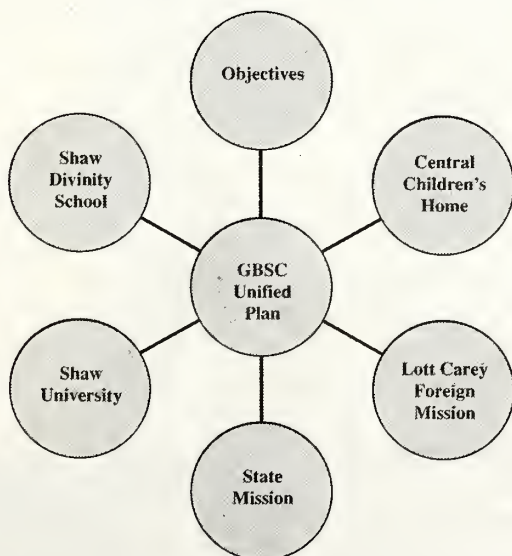 Objectives
Shaw
Divinity
School
Central
Children's
Home
GBSC
Unified
Plan
Shaw
University
Lott Carey
Foreign
Mission
State
Mission